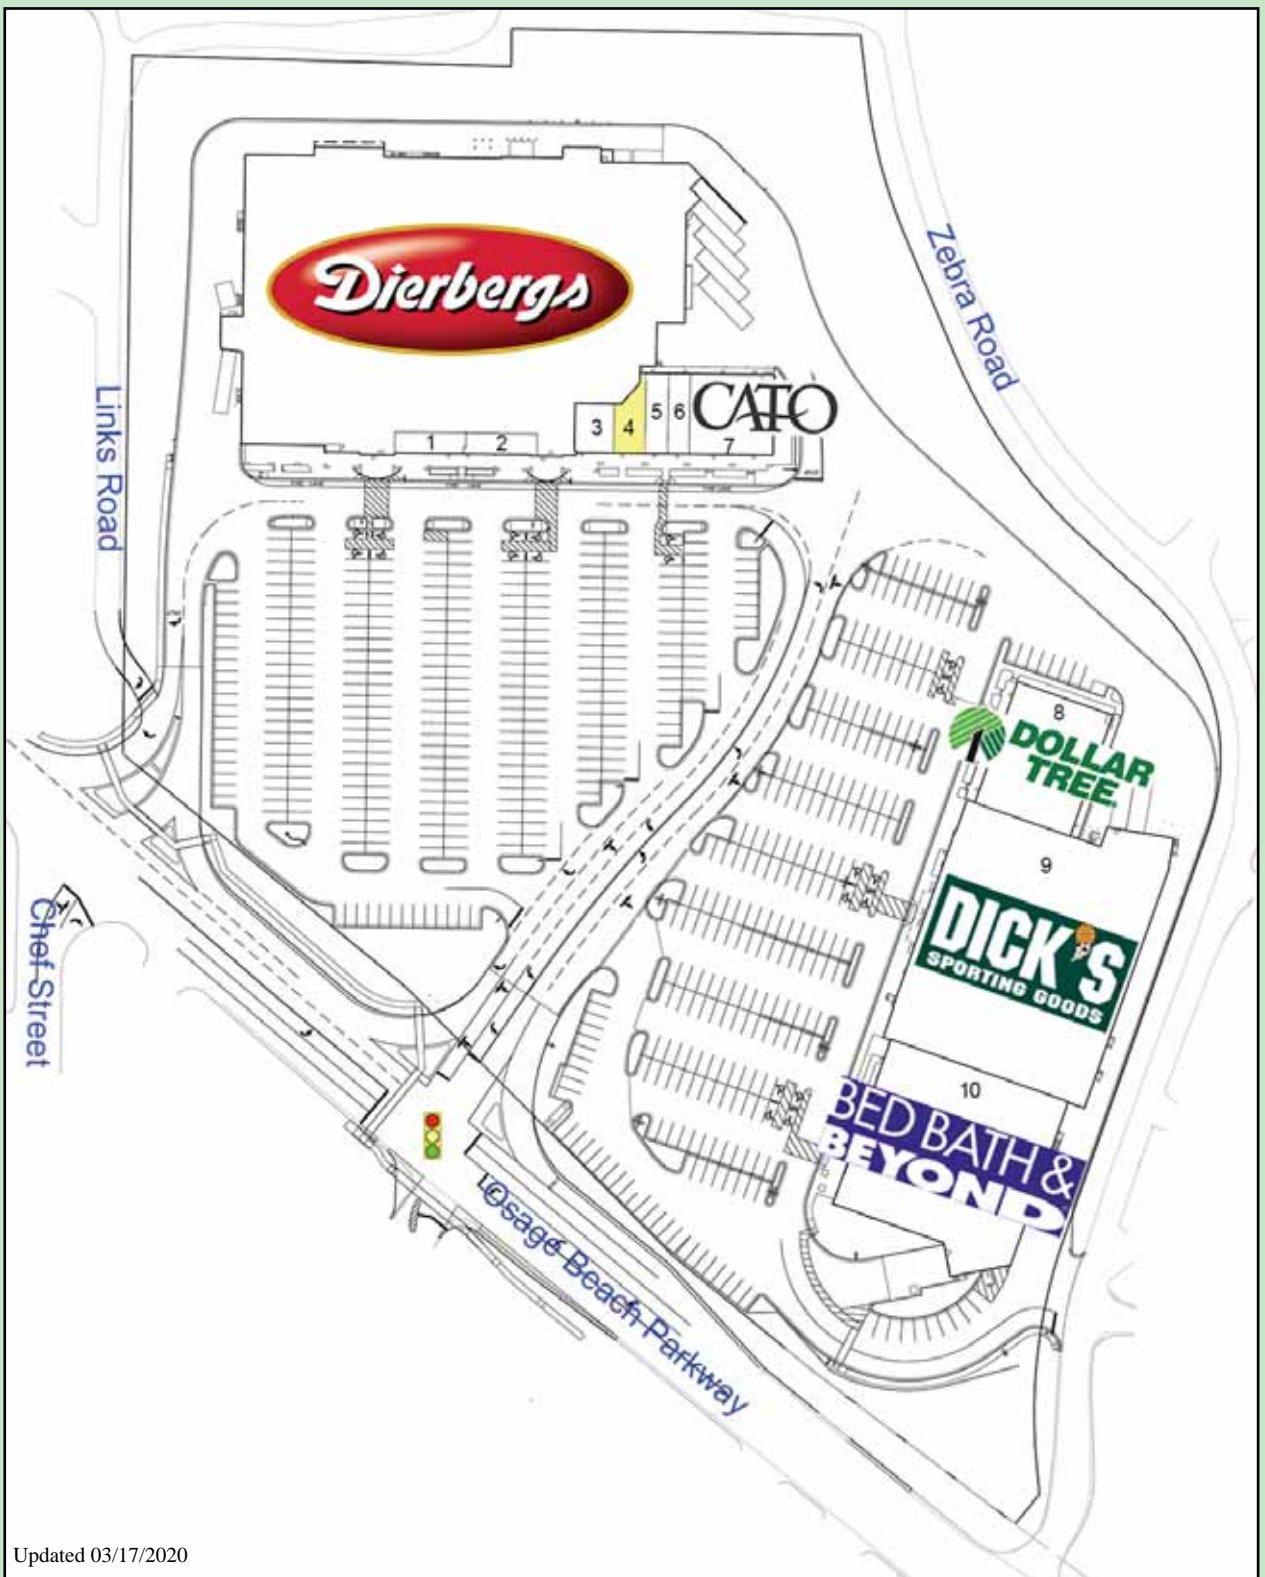 Dierbergs
Zebra Road
Links Road
CATO
3
4
5
6
7
1
2
8
DOLLAR
TREE
1
9
DICK'S
SPORTING GOODS
Chef Street
10
BED BATH &
BEYOND
Osage Beach Parkway
Updated 03/17/2020